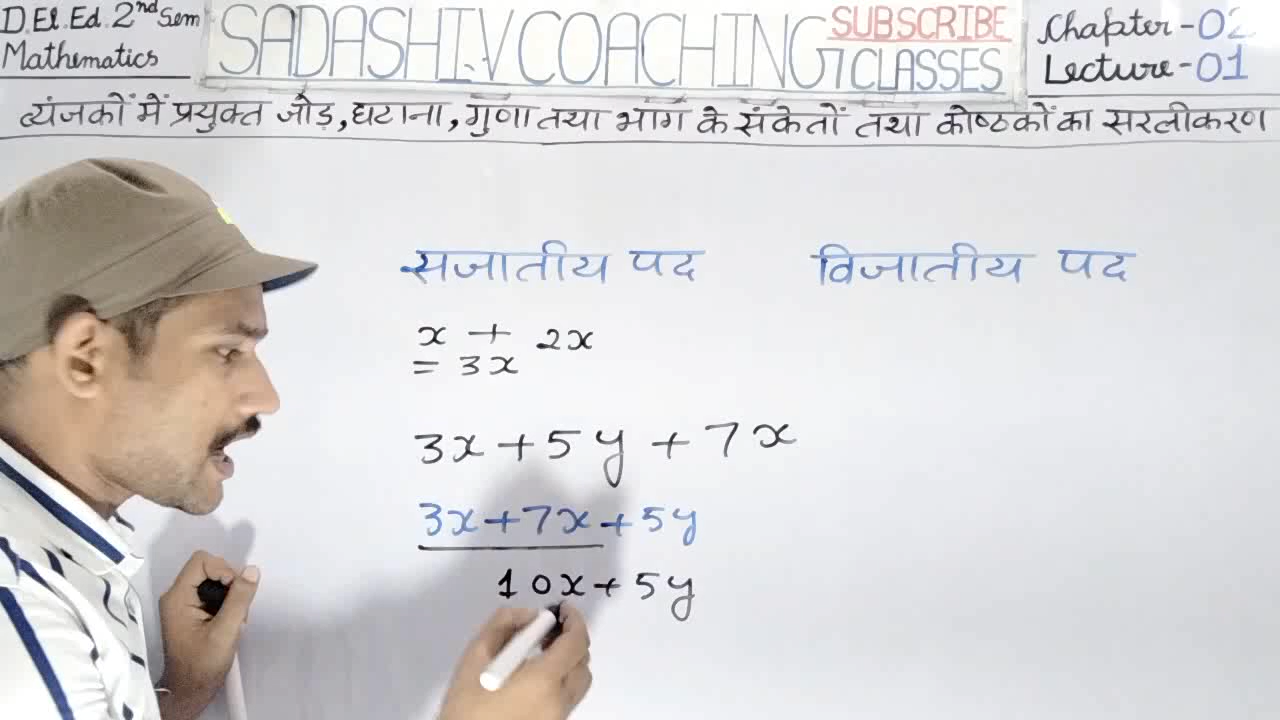 D.El.Ed. 2nd Sem
Mathematics
SADASHIV COACHING CLASSES
SUBSCRIBE
Chapter-02
Lecture-01
व्यंजकों में प्रयुक्त जोड़, घटाना, गुणा तथा भाग के संकेतों तथा कोष्ठकों का सरलीकरण
सजातीय पद विजातीय पद
x + 2x
= 3x
3x + 5y + 7x
3x + 7x + 5y
10x + 5y